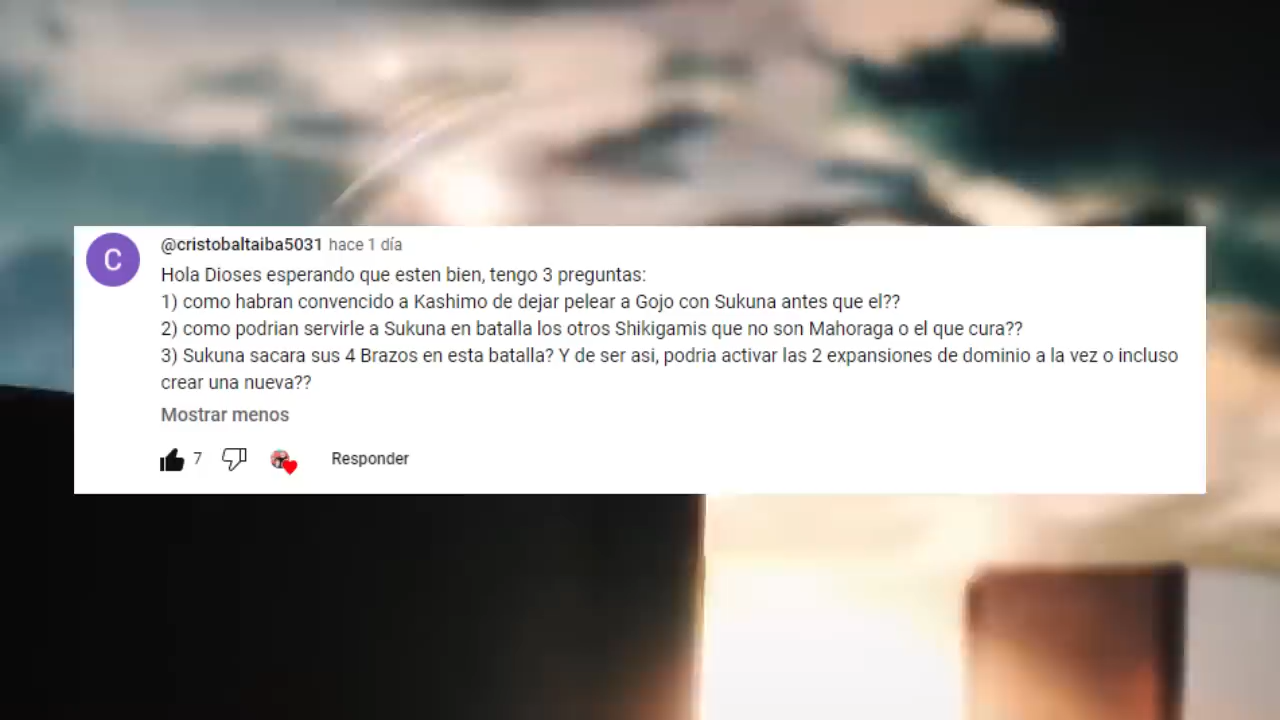 C
@cristobaltaiba5031 hace 1 día
Hola Dioses esperando que esten bien, tengo 3 preguntas:
1) como habran convencido a Kashimo de dejar pelear a Gojo con Sukuna antes que el??
2) como podrian servirle a Sukuna en batalla los otros Shikigamis que no son Mahoraga o el que cura??
3) Sukuna sacara sus 4 Brazos en esta batalla? Y de ser asi, podria activar las 2 expansiones de dominio a la vez o incluso
crear una nueva??
Mostrar menos
7 Responder